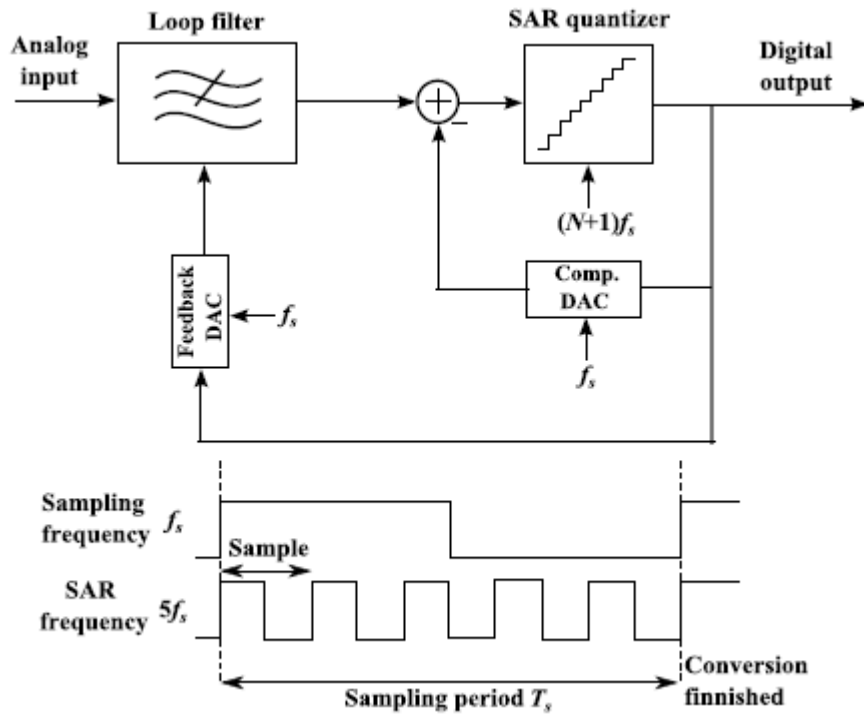 Loop filter
SAR quantizer
Analog
input
Digital
output
+
−
(N+1)fs
Comp.
DAC
Feedback
DAC
fs
fs
Sampling
frequency fs
Sample
SAR
frequency 5fs
Sampling period Ts
Conversion
finnished